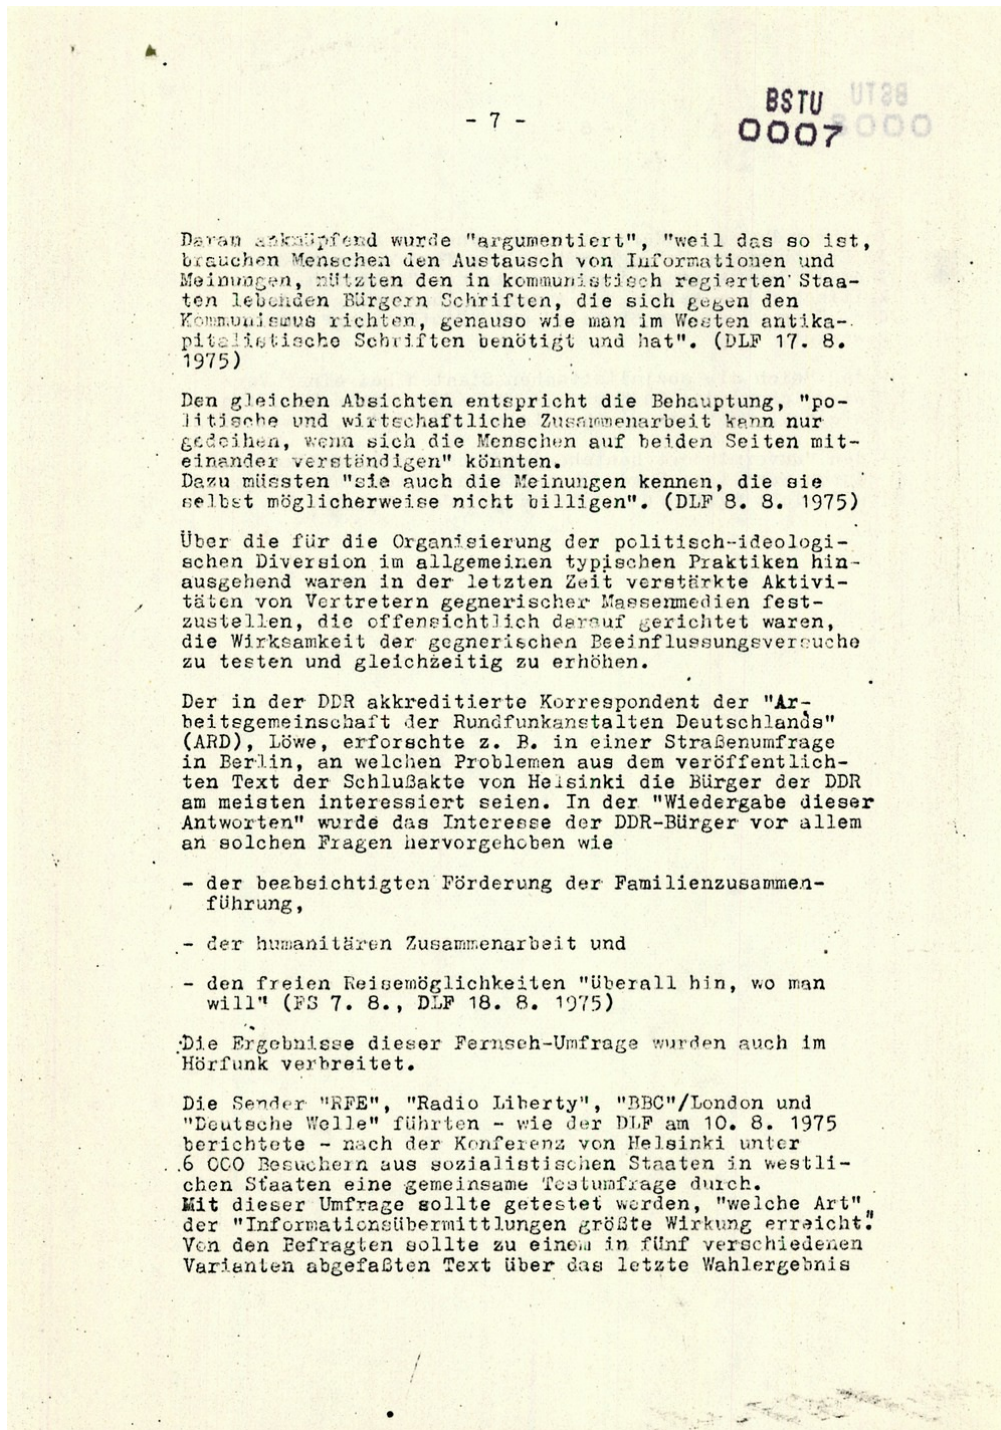 BSTU
0007
- 7 -
Daran anknüpfend wurde "argumentiert", "weil das so ist,
brauchen Menschen den Austausch von Informationen und
Meinungen, nützten den in kommunistisch regierten Staa-
ten lebenden Bürgern Schriften, die sich gegen den
Kommunismus richten, genauso wie man im Westen antika-
pitalistische Schriften benötigt und hat". (DLF 17. 8.
1975)
Den gleichen Absichten entspricht die Behauptung, "po-
litische und wirtschaftliche Zusammenarbeit kann nur
gedeihen, wenn sich die Menschen auf beiden Seiten mit-
einander verständigen" könnten.
Dazu müssten "sie auch die Meinungen kennen, die sie
selbst möglicherweise nicht billigen". (DLF 8. 8. 1975)
Über die für die Organisierung der politisch-ideologi-
schen Diversion im allgemeinen typischen Praktiken hin-
ausgehend waren in der letzten Zeit verstärkte Aktivi-
täten von Vertretern gegnerischer Massenmedien fest-
zustellen, die offensichtlich darauf gerichtet waren,
die Wirksamkeit der gegnerischen Beeinflussungsversuche
zu testen und gleichzeitig zu erhöhen.
Der in der DDR akkreditierte Korrespondent der "Ar-
beitsgemeinschaft der Rundfunkanstalten Deutschlands"
(ARD), Löwe, erforschte z. B. in einer Straßenumfrage
in Berlin, an welchen Problemen aus dem veröffentlich-
ten Text der Schlußakte von Helsinki die Bürger der DDR
am meisten interessiert seien. In der "Wiedergabe dieser
Antworten" wurde das Interesse der DDR-Bürger vor allem
an solchen Fragen hervorgehoben wie
- der beabsichtigten Förderung der Familienzusammen-
führung,
- der humanitären Zusammenarbeit und
- den freien Reisemöglichkeiten "überall hin, wo man
will" (FS 7. 8., DLF 18. 8. 1975)
Die Ergebnisse dieser Fernseh-Umfrage wurden auch im
Hörfunk verbreitet.
Die Sender "RFE", "Radio Liberty", "BBC"/London und
"Deutsche Welle" führten - wie der DLF am 10. 8. 1975
berichtete - nach der Konferenz von Helsinki unter
6 000 Besuchern aus sozialistischen Staaten in westli-
chen Staaten eine gemeinsame Testumfrage durch.
Mit dieser Umfrage sollte getestet werden, "welche Art"
der "Informationsübermittlungen größte Wirkung erreicht."
Von den Befragten sollte zu einem in fünf verschiedenen
Varianten abgefaßten Text über das letzte Wahlergebnis